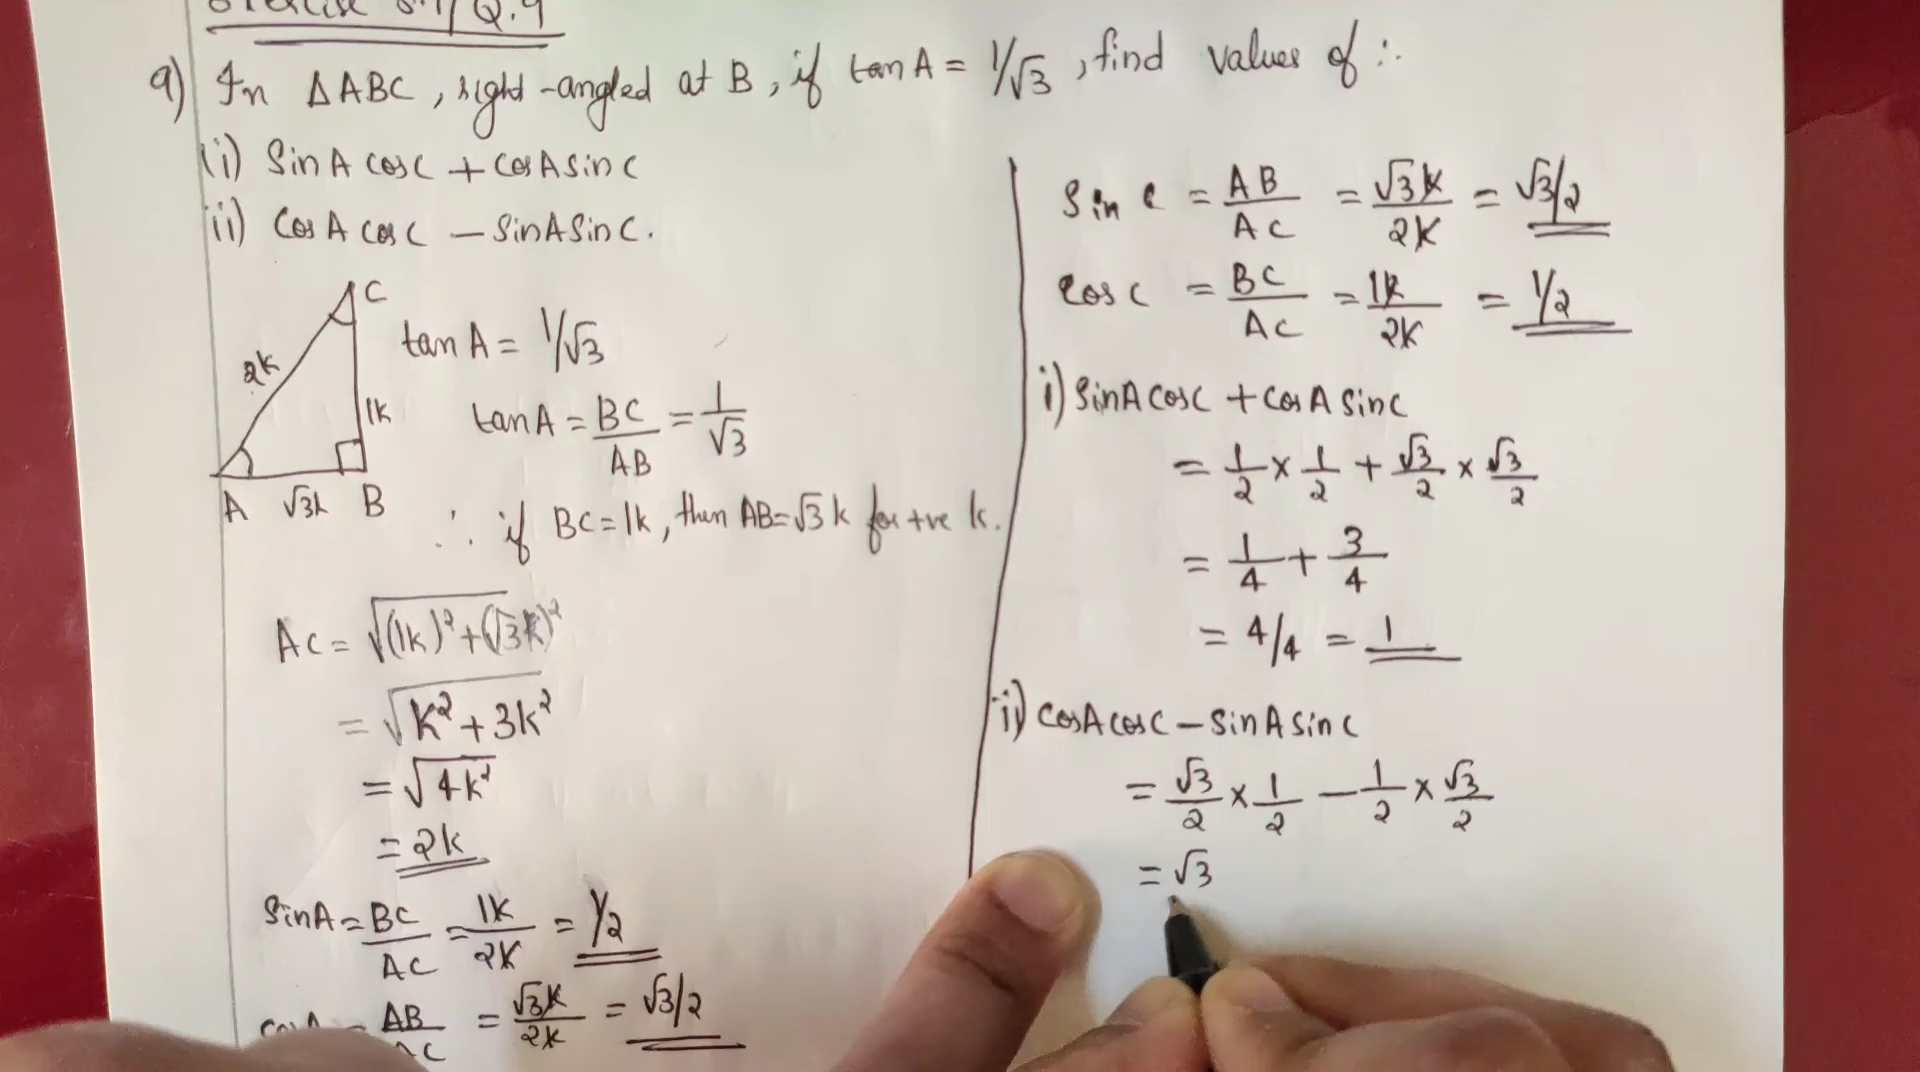 Q.9
9) In ΔABC, right-angled at B, if tan A = 1/√3, find values of :.
(i) Sin A cos C + cos A sin C
ii) Cos A cos C – Sin A Sin C.
C
2k
1k
A √3k B
tan A = 1/√3
tan A = BC/AB = 1/√3
∴ if BC = 1k, then AB = √3 k for +ve k.
AC = √((1k)² + (√3k)²)
= √(k² + 3k²)
= √(4k²)
= 2k
Sin A = BC/AC = 1k/2k = 1/2
cos A = AB/AC = √3k/2k = √3/2
Sin C = AB/AC = √3k/2k = √3/2
Cos C = BC/AC = 1k/2k = 1/2
i) Sin A cos C + cos A sin C
= 1/2 × 1/2 + √3/2 × √3/2
= 1/4 + 3/4
= 4/4 = 1
ii) Cos A cos C – Sin A sin C
= √3/2 × 1/2 – 1/2 × √3/2
= √3